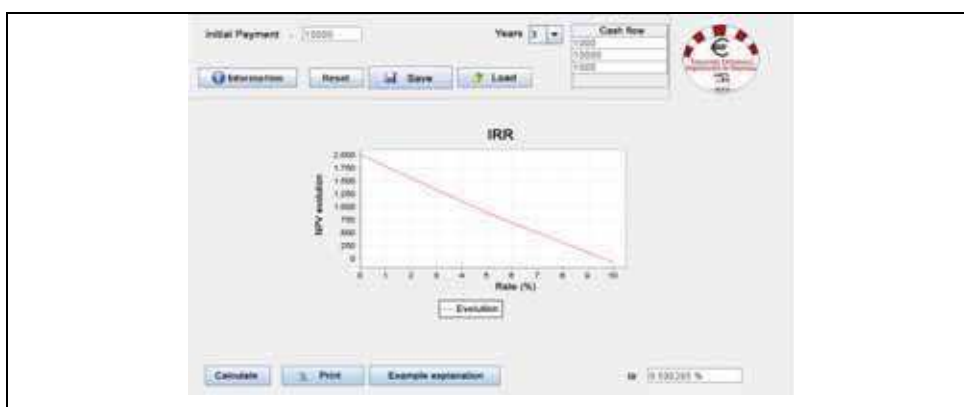 Initial Payment - 10000
Years 3
Cash flow
1000
10000
1000
Information Reset Save Load
IRR
NPV evolution
2.000
1.750
1.500
1.250
1.000
750
500
250
0
0 1 2 3 4 5 6 7 8 9 10
Rate (%)
Evolution
Calculate Print Example explanation